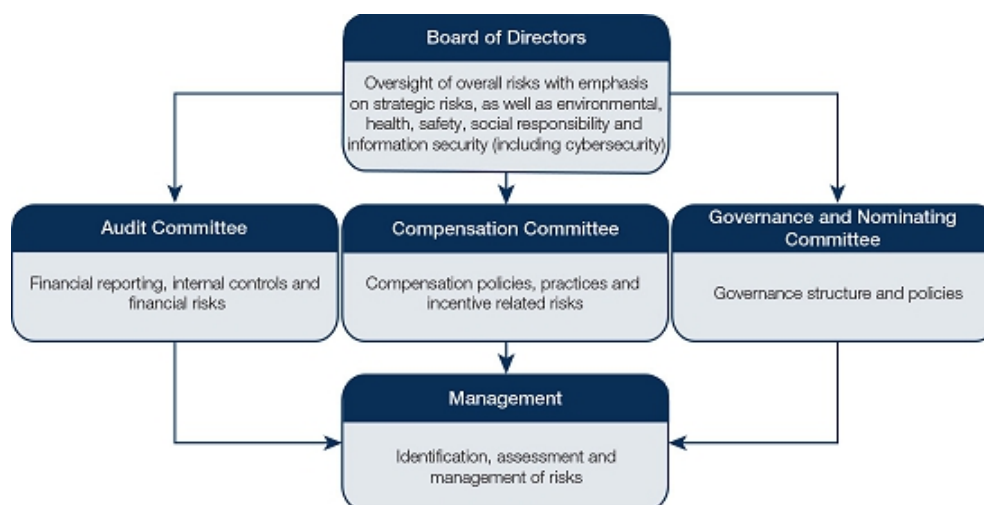 Board of Directors
Oversight of overall risks with emphasis
on strategic risks, as well as environmental,
health, safety, social responsibility and
information security (including cybersecurity)
Audit Committee
Financial reporting, internal controls and
financial risks
Compensation Committee
Compensation policies, practices and
incentive related risks
Governance and Nominating
Committee
Governance structure and policies
Management
Identification, assessment and
management of risks